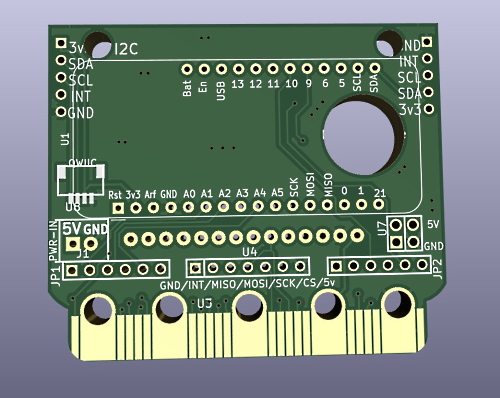 I2C
3v
SDA
SCL
INT
GND
ND
INT
SCL
SDA
3v3
Bat En USB 13 12 11 10 9 6 5 SCL SDA
U1
QWIIC
U6
Rst 3v3 Arf GND A0 A1 A2 A3 A4 A5 SCK MOSI MISO 0 1 21
PWR-IN
5V GND
J1
U7
5V
GND
U4
JP1
JP2
GND/INT/MISO/MOSI/SCK/CS/5v